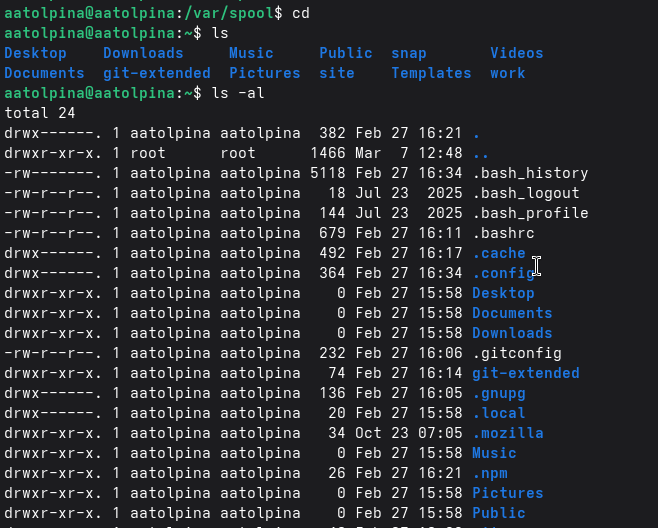 aatolpina@aatolpina:/var/spool$ cd
aatolpina@aatolpina:~$ ls
Desktop    Downloads     Music     Public  snap       Videos
Documents  git-extended  Pictures  site    Templates  work
aatolpina@aatolpina:~$ ls -al
total 24
drwx------. 1 aatolpina aatolpina  382 Feb 27 16:21 .
drwxr-xr-x. 1 root      root      1466 Mar  7 12:48 ..
-rw-------. 1 aatolpina aatolpina 5118 Feb 27 16:34 .bash_history
-rw-r--r--. 1 aatolpina aatolpina   18 Jul 23  2025 .bash_logout
-rw-r--r--. 1 aatolpina aatolpina  144 Jul 23  2025 .bash_profile
-rw-r--r--. 1 aatolpina aatolpina  679 Feb 27 16:11 .bashrc
drwx------. 1 aatolpina aatolpina  492 Feb 27 16:17 .cache
drwx------. 1 aatolpina aatolpina  364 Feb 27 16:34 .config
drwxr-xr-x. 1 aatolpina aatolpina    0 Feb 27 15:58 Desktop
drwxr-xr-x. 1 aatolpina aatolpina    0 Feb 27 15:58 Documents
drwxr-xr-x. 1 aatolpina aatolpina    0 Feb 27 15:58 Downloads
-rw-r--r--. 1 aatolpina aatolpina  232 Feb 27 16:06 .gitconfig
drwxr-xr-x. 1 aatolpina aatolpina   74 Feb 27 16:14 git-extended
drwx------. 1 aatolpina aatolpina  136 Feb 27 16:05 .gnupg
drwx------. 1 aatolpina aatolpina   20 Feb 27 15:58 .local
drwxr-xr-x. 1 aatolpina aatolpina   34 Oct 23 07:05 .mozilla
drwxr-xr-x. 1 aatolpina aatolpina    0 Feb 27 15:58 Music
drwxr-xr-x. 1 aatolpina aatolpina   26 Feb 27 16:21 .npm
drwxr-xr-x. 1 aatolpina aatolpina    0 Feb 27 15:58 Pictures
drwxr-xr-x. 1 aatolpina aatolpina    0 Feb 27 15:58 Public